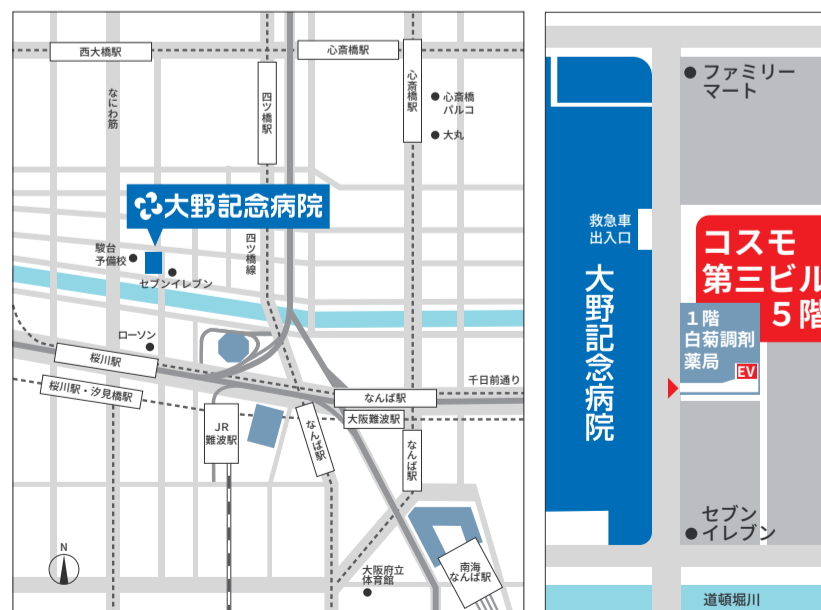 西大橋駅
心斎橋駅
なにわ筋
四ツ橋駅
心斎橋駅
心斎橋
パルコ
大丸
大野記念病院
駿台
予備校
セブンイレブン
四ツ橋線
ローソン
桜川駅
桜川駅・汐見橋駅
千日前通り
なんば駅
大阪難波駅
JR
難波駅
なんば駅
なんば駅
N
大阪府立
体育館
南海
なんば駅
ファミリー
マート
救急車
出入口
大野記念病院
コスモ
第三ビル
5階
1階
白菊調剤
薬局
EV
セブン
イレブン
道頓堀川